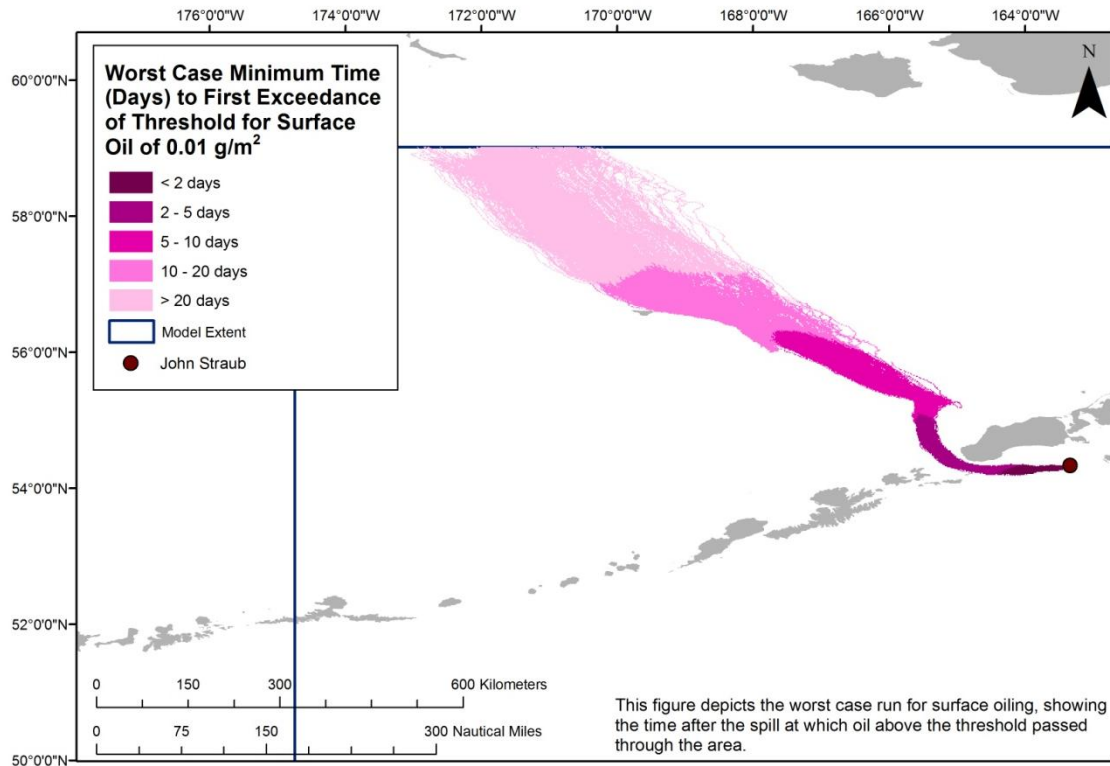 176°0'0"W 174°0'0"W 172°0'0"W 170°0'0"W 168°0'0"W 166°0'0"W 164°0'0"W
60°0'0"N
58°0'0"N
56°0'0"N
54°0'0"N
52°0'0"N
50°0'0"N
N
Worst Case Minimum Time
(Days) to First Exceedance
of Threshold for Surface
Oil of 0.01 g/m²
< 2 days
2 - 5 days
5 - 10 days
10 - 20 days
> 20 days
Model Extent
John Straub
0 150 300 600 Kilometers
0 75 150 300 Nautical Miles
This figure depicts the worst case run for surface oiling, showing
the time after the spill at which oil above the threshold passed
through the area.